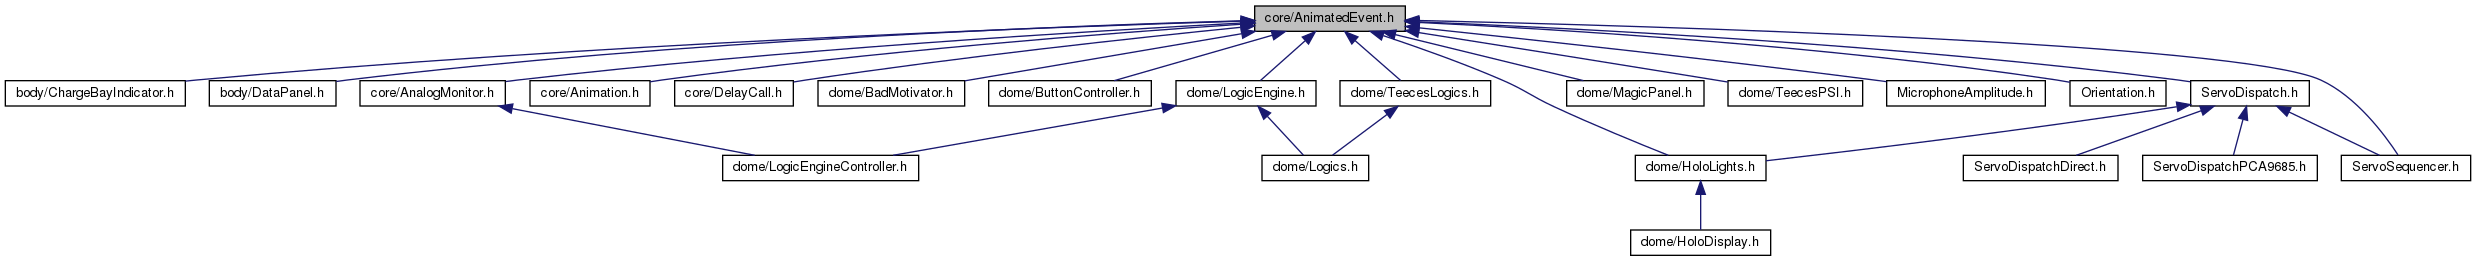 core/AnimatedEvent.h
body/ChargeBayIndicator.h
body/DataPanel.h
core/AnalogMonitor.h
core/Animation.h
core/DelayCall.h
dome/BadMotivator.h
dome/ButtonController.h
dome/LogicEngine.h
dome/TeecesLogics.h
dome/MagicPanel.h
dome/TeecesPSI.h
MicrophoneAmplitude.h
Orientation.h
ServoDispatch.h
dome/LogicEngineController.h
dome/Logics.h
dome/HoloLights.h
ServoDispatchDirect.h
ServoDispatchPCA9685.h
ServoSequencer.h
dome/HoloDisplay.h